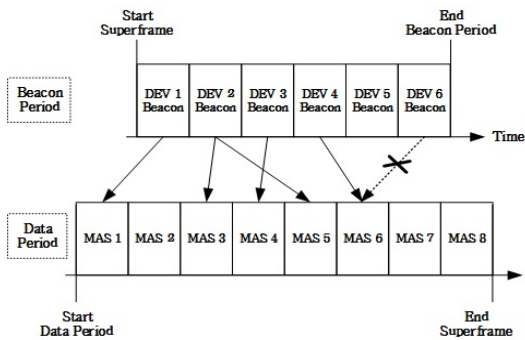 Start
Superframe
End
Beacon Period
Beacon
Period
DEV 1
Beacon
DEV 2
Beacon
DEV 3
Beacon
DEV 4
Beacon
DEV 5
Beacon
DEV 6
Beacon
Time
Data
Period
MAS 1
MAS 2
MAS 3
MAS 4
MAS 5
MAS 6
MAS 7
MAS 8
Start
Data Period
End
Superframe